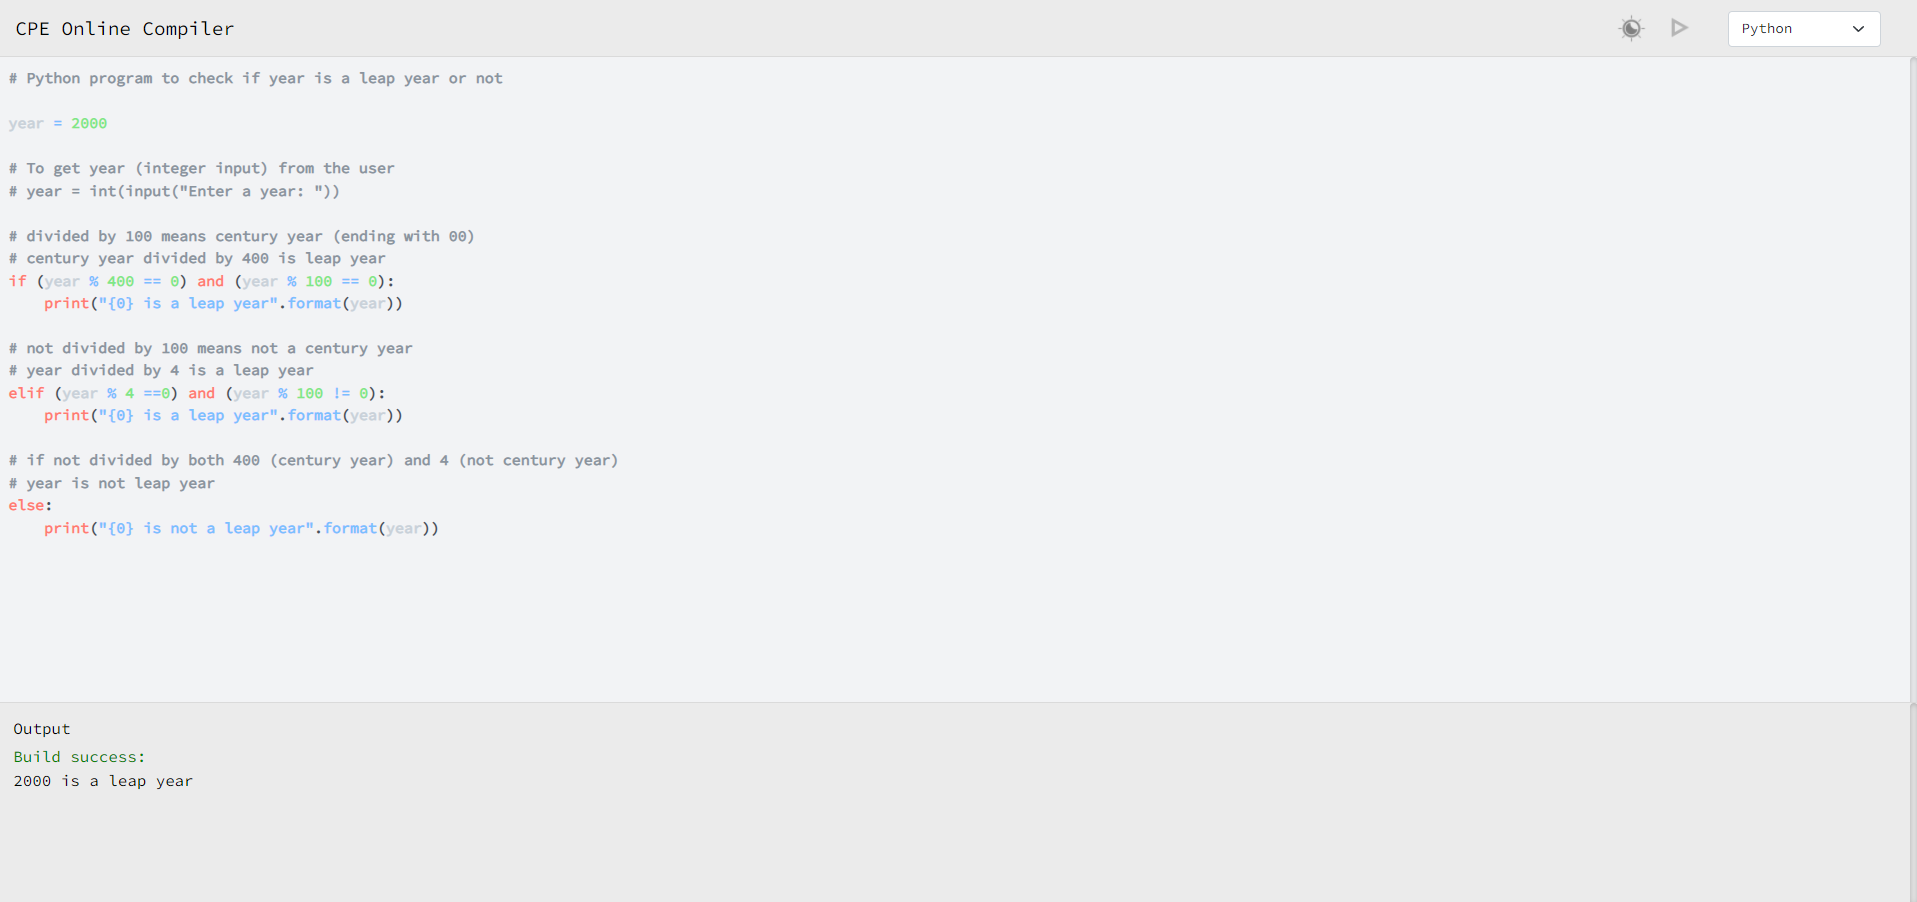 CPE Online Compiler
Python
# Python program to check if year is a leap year or not
year = 2000
# To get year (integer input) from the user
# year = int(input("Enter a year: "))
# divided by 100 means century year (ending with 00)
# century year divided by 400 is leap year
if (year % 400 == 0) and (year % 100 == 0):
    print("{0} is a leap year".format(year))
# not divided by 100 means not a century year
# year divided by 4 is a leap year
elif (year % 4 ==0) and (year % 100 != 0):
    print("{0} is a leap year".format(year))
# if not divided by both 400 (century year) and 4 (not century year)
# year is not leap year
else:
    print("{0} is not a leap year".format(year))
Output
Build success:
2000 is a leap year